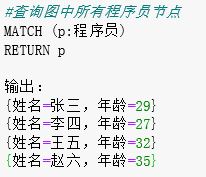 #查询图中所有程序员节点
MATCH (p:程序员)
RETURN p
输出：
{姓名=张三，年龄=29}
{姓名=李四，年龄=27}
{姓名=王五，年龄=32}
{姓名=赵六，年龄=35}